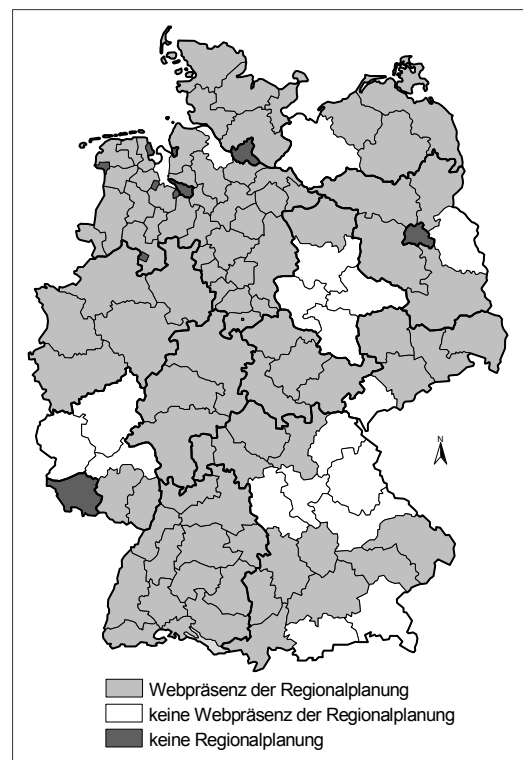 N
Webpräsenz der Regionalplanung
keine Webpräsenz der Regionalplanung
keine Regionalplanung